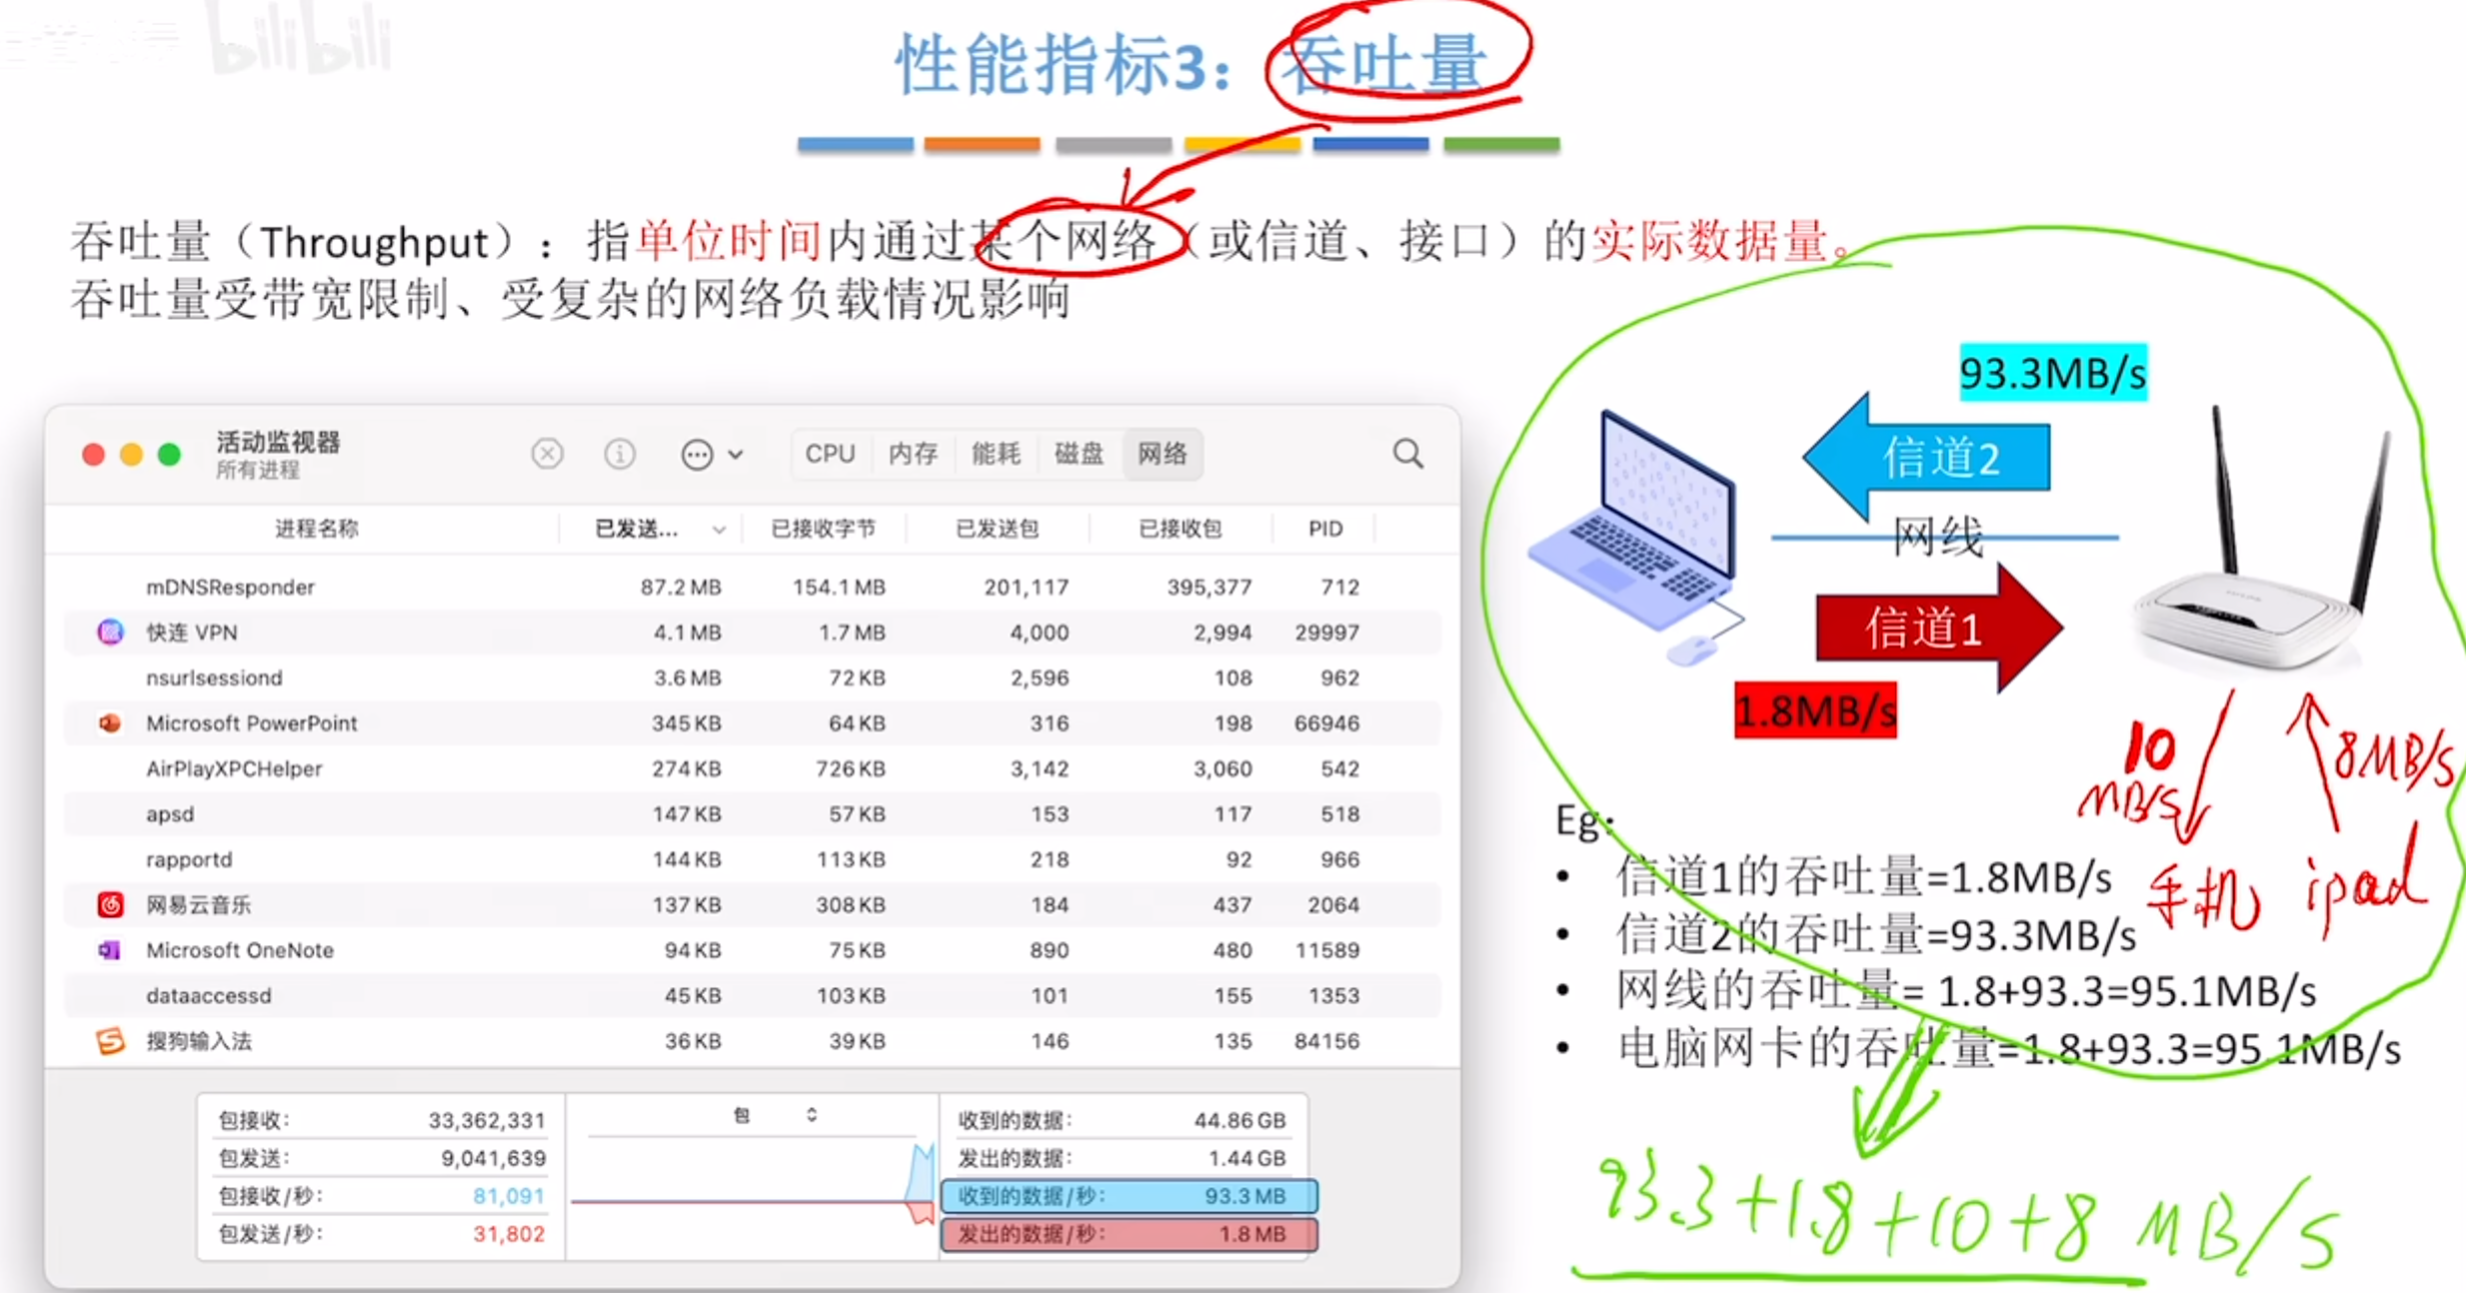 bilibili
性能指标3：吞吐量
吞吐量（Throughput）：指单位时间内通过某个网络（或信道、接口）的实际数据量。
吞吐量受带宽限制、受复杂的网络负载情况影响
活动监视器
所有进程
CPU 内存 能耗 磁盘 网络
进程名称 已发送... 已接收字节 已发送包 已接收包 PID
mDNSResponder 87.2 MB 154.1 MB 201,117 395,377 712
快连 VPN 4.1 MB 1.7 MB 4,000 2,994 29997
nsurlsessiond 3.6 MB 72 KB 2,596 108 962
Microsoft PowerPoint 345 KB 64 KB 316 198 66946
AirPlayXPCHelper 274 KB 726 KB 3,142 3,060 542
apsd 147 KB 57 KB 153 117 518
rapportd 144 KB 113 KB 218 92 966
网易云音乐 137 KB 308 KB 184 437 2064
Microsoft OneNote 94 KB 75 KB 890 480 11589
dataaccessd 45 KB 103 KB 101 155 1353
搜狗输入法 36 KB 39 KB 146 135 84156
包接收： 33,362,331
包发送： 9,041,639
包接收/秒： 81,091
包发送/秒： 31,802
包
收到的数据： 44.86 GB
发出的数据： 1.44 GB
收到的数据/秒： 93.3 MB
发出的数据/秒： 1.8 MB
93.3MB/s
信道2
网线
信道1
1.8MB/s
10
MB/s
8MB/s
手机 ipad
Eg:
• 信道1的吞吐量=1.8MB/s
• 信道2的吞吐量=93.3MB/s
• 网线的吞吐量= 1.8+93.3=95.1MB/s
• 电脑网卡的吞吐量=1.8+93.3=95.1MB/s
93.3+1.8+10+8 MB/s